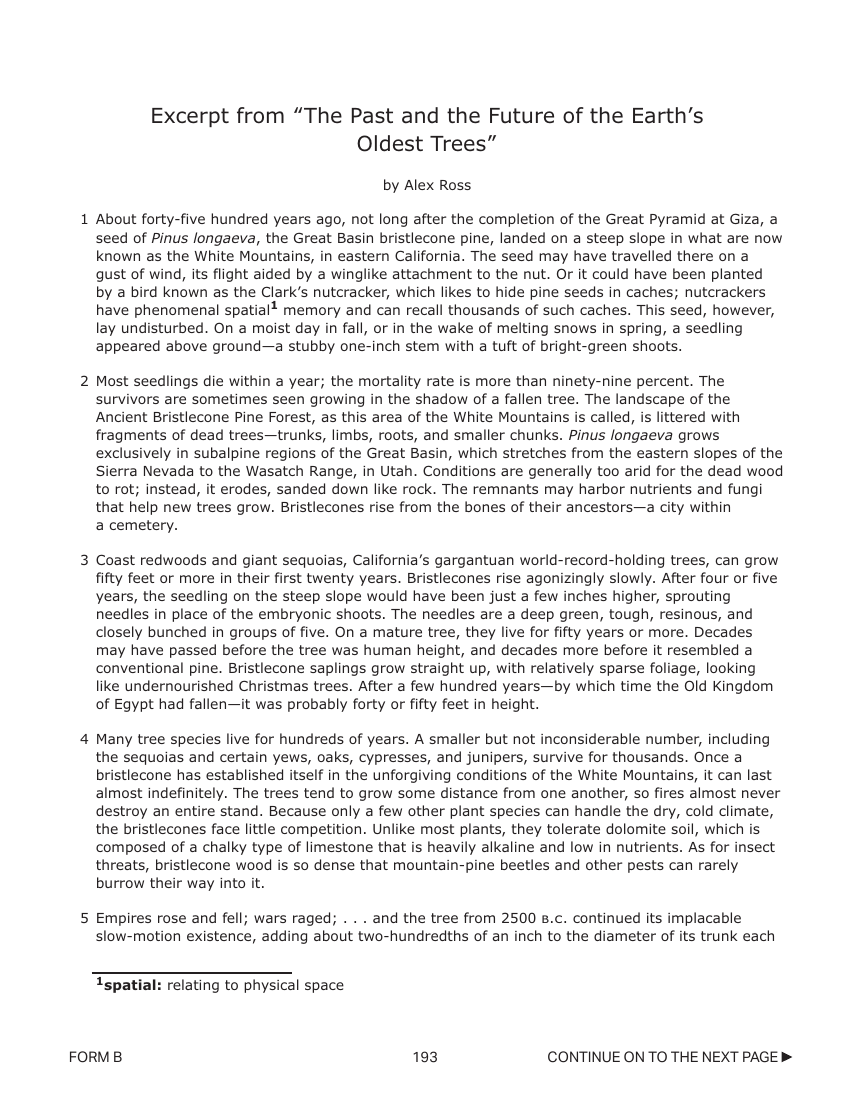 Excerpt from “The Past and the Future of the Earth’s
Oldest Trees”
by Alex Ross
1 About forty-five hundred years ago, not long after the completion of the Great Pyramid at Giza, a
seed of Pinus longaeva, the Great Basin bristlecone pine, landed on a steep slope in what are now
known as the White Mountains, in eastern California. The seed may have travelled there on a
gust of wind, its flight aided by a winglike attachment to the nut. Or it could have been planted
by a bird known as the Clark’s nutcracker, which likes to hide pine seeds in caches; nutcrackers
have phenomenal spatial1 memory and can recall thousands of such caches. This seed, however,
lay undisturbed. On a moist day in fall, or in the wake of melting snows in spring, a seedling
appeared above ground—a stubby one-inch stem with a tuft of bright-green shoots.
2 Most seedlings die within a year; the mortality rate is more than ninety-nine percent. The
survivors are sometimes seen growing in the shadow of a fallen tree. The landscape of the
Ancient Bristlecone Pine Forest, as this area of the White Mountains is called, is littered with
fragments of dead trees—trunks, limbs, roots, and smaller chunks. Pinus longaeva grows
exclusively in subalpine regions of the Great Basin, which stretches from the eastern slopes of the
Sierra Nevada to the Wasatch Range, in Utah. Conditions are generally too arid for the dead wood
to rot; instead, it erodes, sanded down like rock. The remnants may harbor nutrients and fungi
that help new trees grow. Bristlecones rise from the bones of their ancestors—a city within
a cemetery.
3 Coast redwoods and giant sequoias, California’s gargantuan world-record-holding trees, can grow
fifty feet or more in their first twenty years. Bristlecones rise agonizingly slowly. After four or five
years, the seedling on the steep slope would have been just a few inches higher, sprouting
needles in place of the embryonic shoots. The needles are a deep green, tough, resinous, and
closely bunched in groups of five. On a mature tree, they live for fifty years or more. Decades
may have passed before the tree was human height, and decades more before it resembled a
conventional pine. Bristlecone saplings grow straight up, with relatively sparse foliage, looking
like undernourished Christmas trees. After a few hundred years—by which time the Old Kingdom
of Egypt had fallen—it was probably forty or fifty feet in height.
4 Many tree species live for hundreds of years. A smaller but not inconsiderable number, including
the sequoias and certain yews, oaks, cypresses, and junipers, survive for thousands. Once a
bristlecone has established itself in the unforgiving conditions of the White Mountains, it can last
almost indefinitely. The trees tend to grow some distance from one another, so fires almost never
destroy an entire stand. Because only a few other plant species can handle the dry, cold climate,
the bristlecones face little competition. Unlike most plants, they tolerate dolomite soil, which is
composed of a chalky type of limestone that is heavily alkaline and low in nutrients. As for insect
threats, bristlecone wood is so dense that mountain-pine beetles and other pests can rarely
burrow their way into it.
5 Empires rose and fell; wars raged; . . . and the tree from 2500 B.C. continued its implacable
slow-motion existence, adding about two-hundredths of an inch to the diameter of its trunk each
1spatial: relating to physical space
FORM B 193 CONTINUE ON TO THE NEXT PAGE ▶